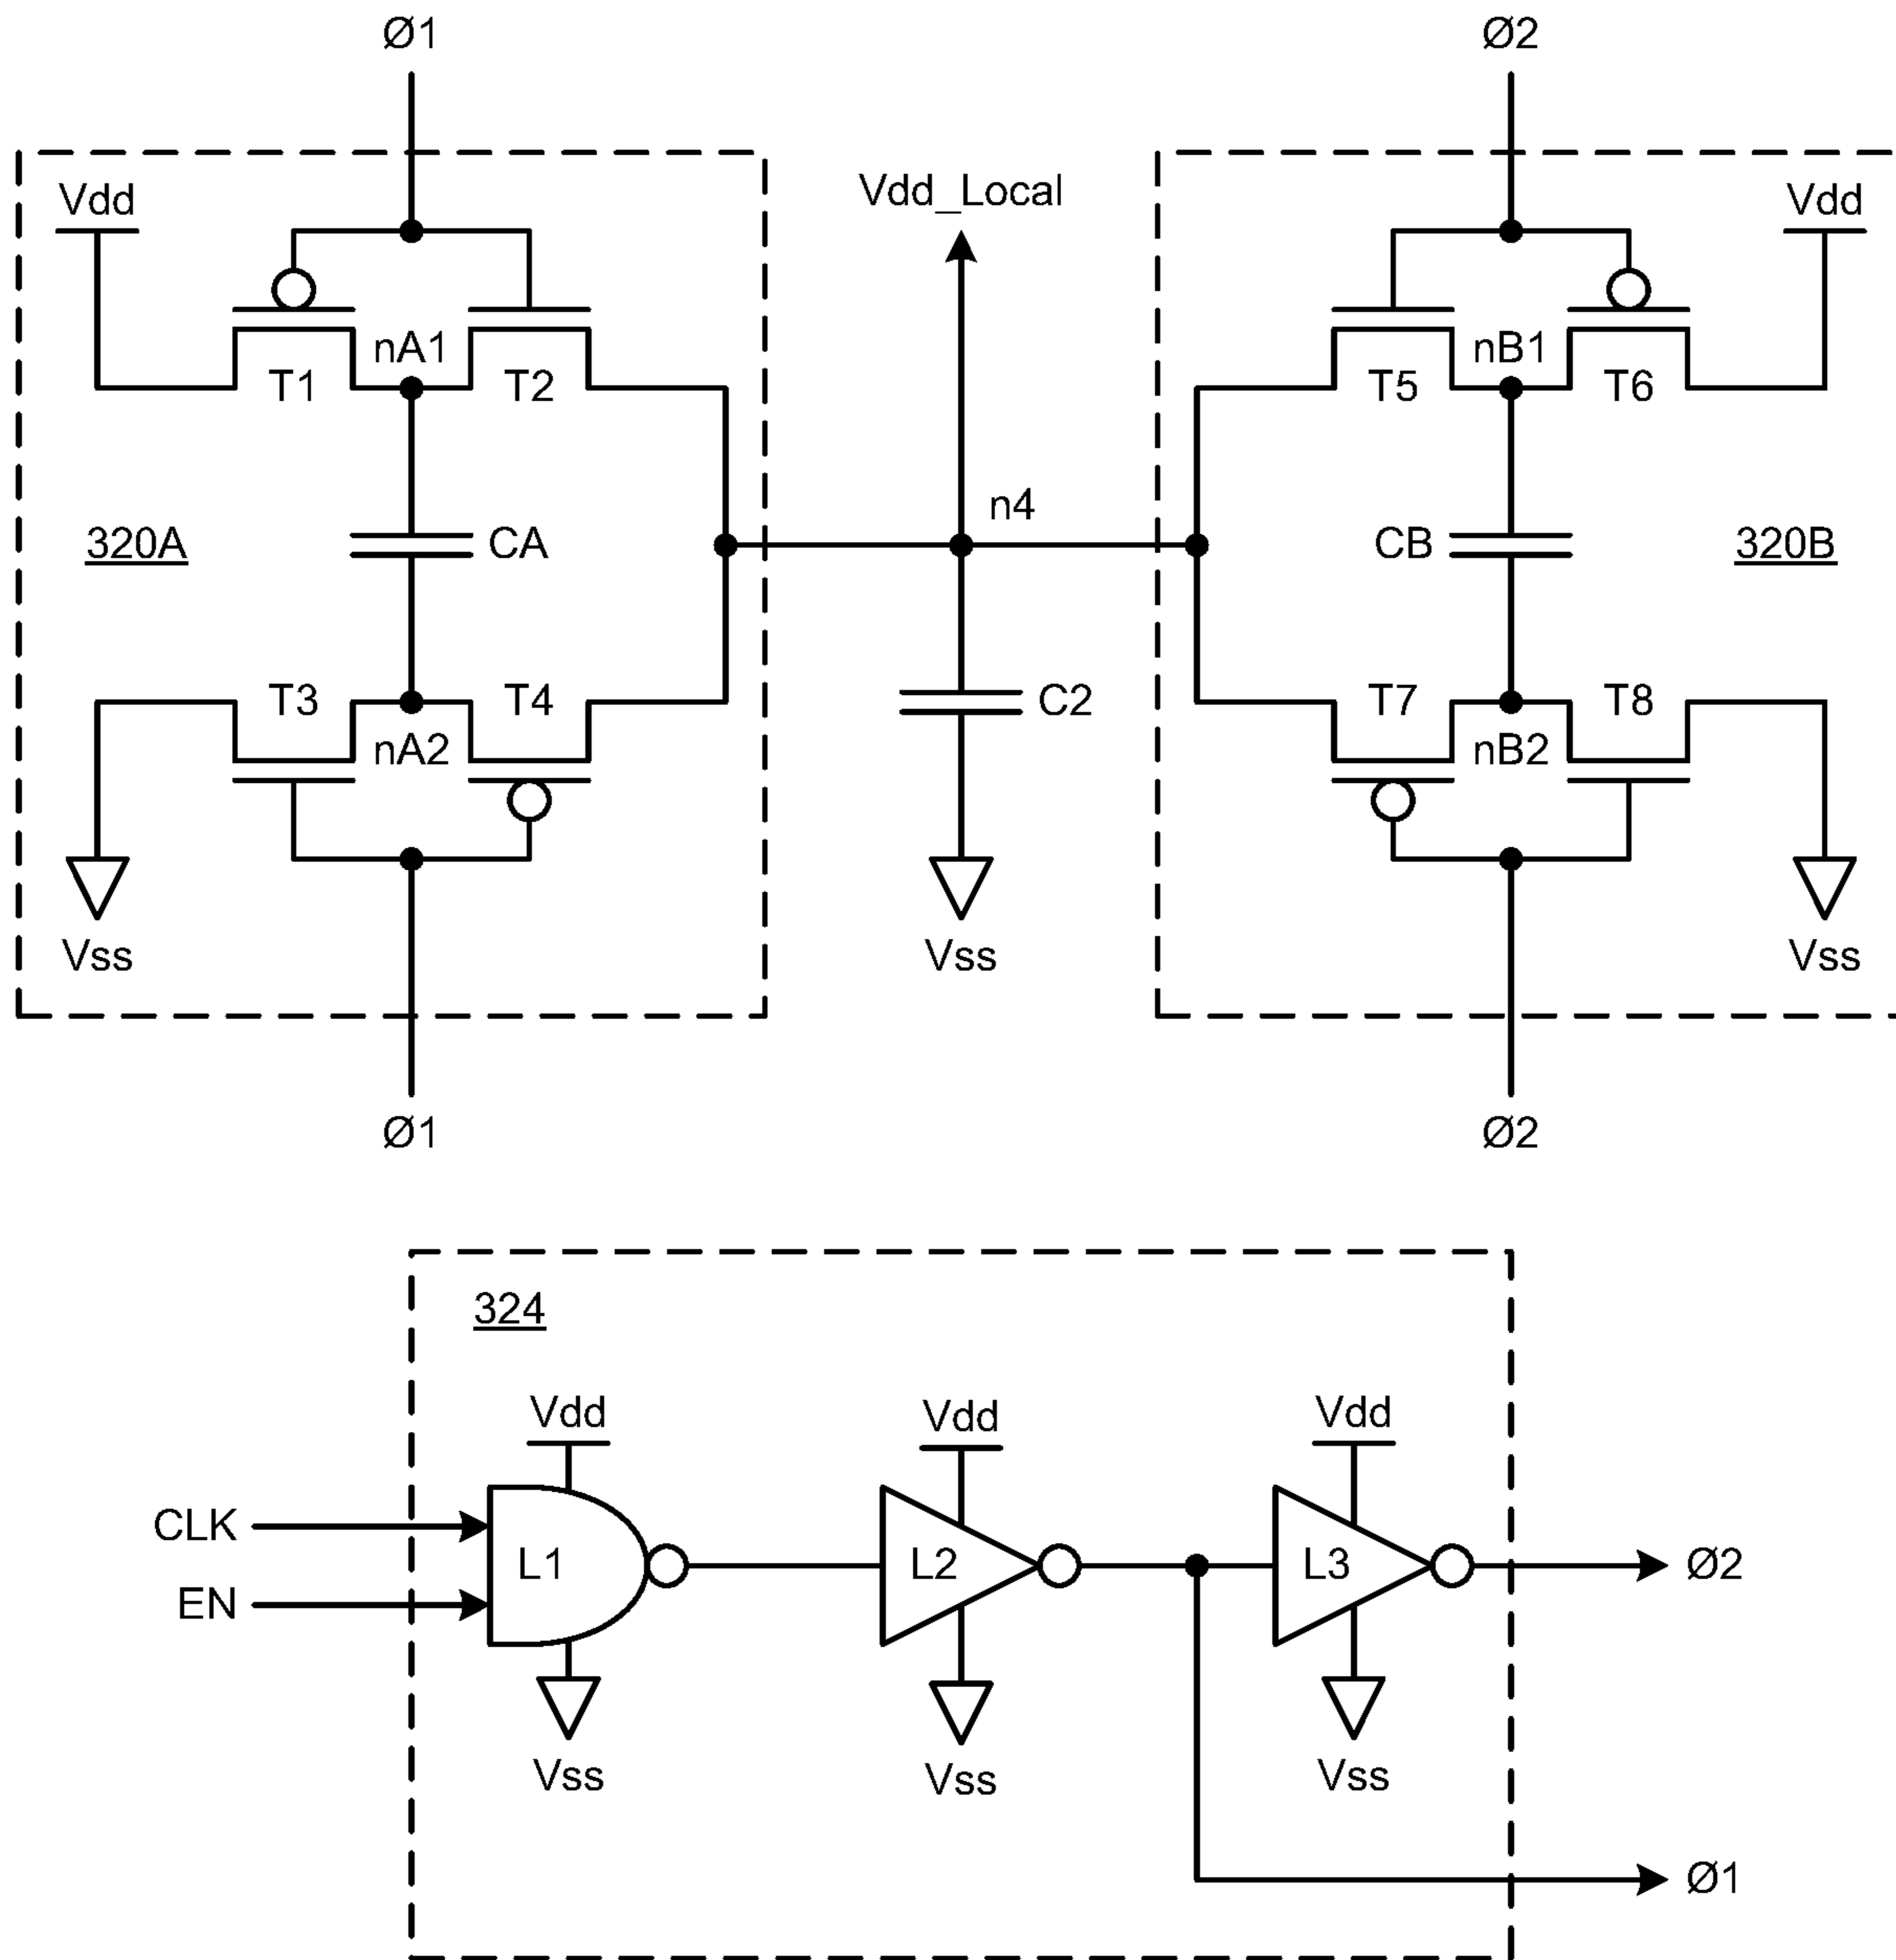 Ø1
Ø2
Vdd
Vdd_Local
Vdd
nA1
nB1
T1
T2
T5
T6
n4
320A
CA
CB
320B
T3
T4
C2
T7
T8
nA2
nB2
Vss
Vss
Vss
Ø1
Ø2
324
Vdd
Vdd
Vdd
CLK
L1
L2
L3
Ø2
EN
Vss
Vss
Vss
Ø1